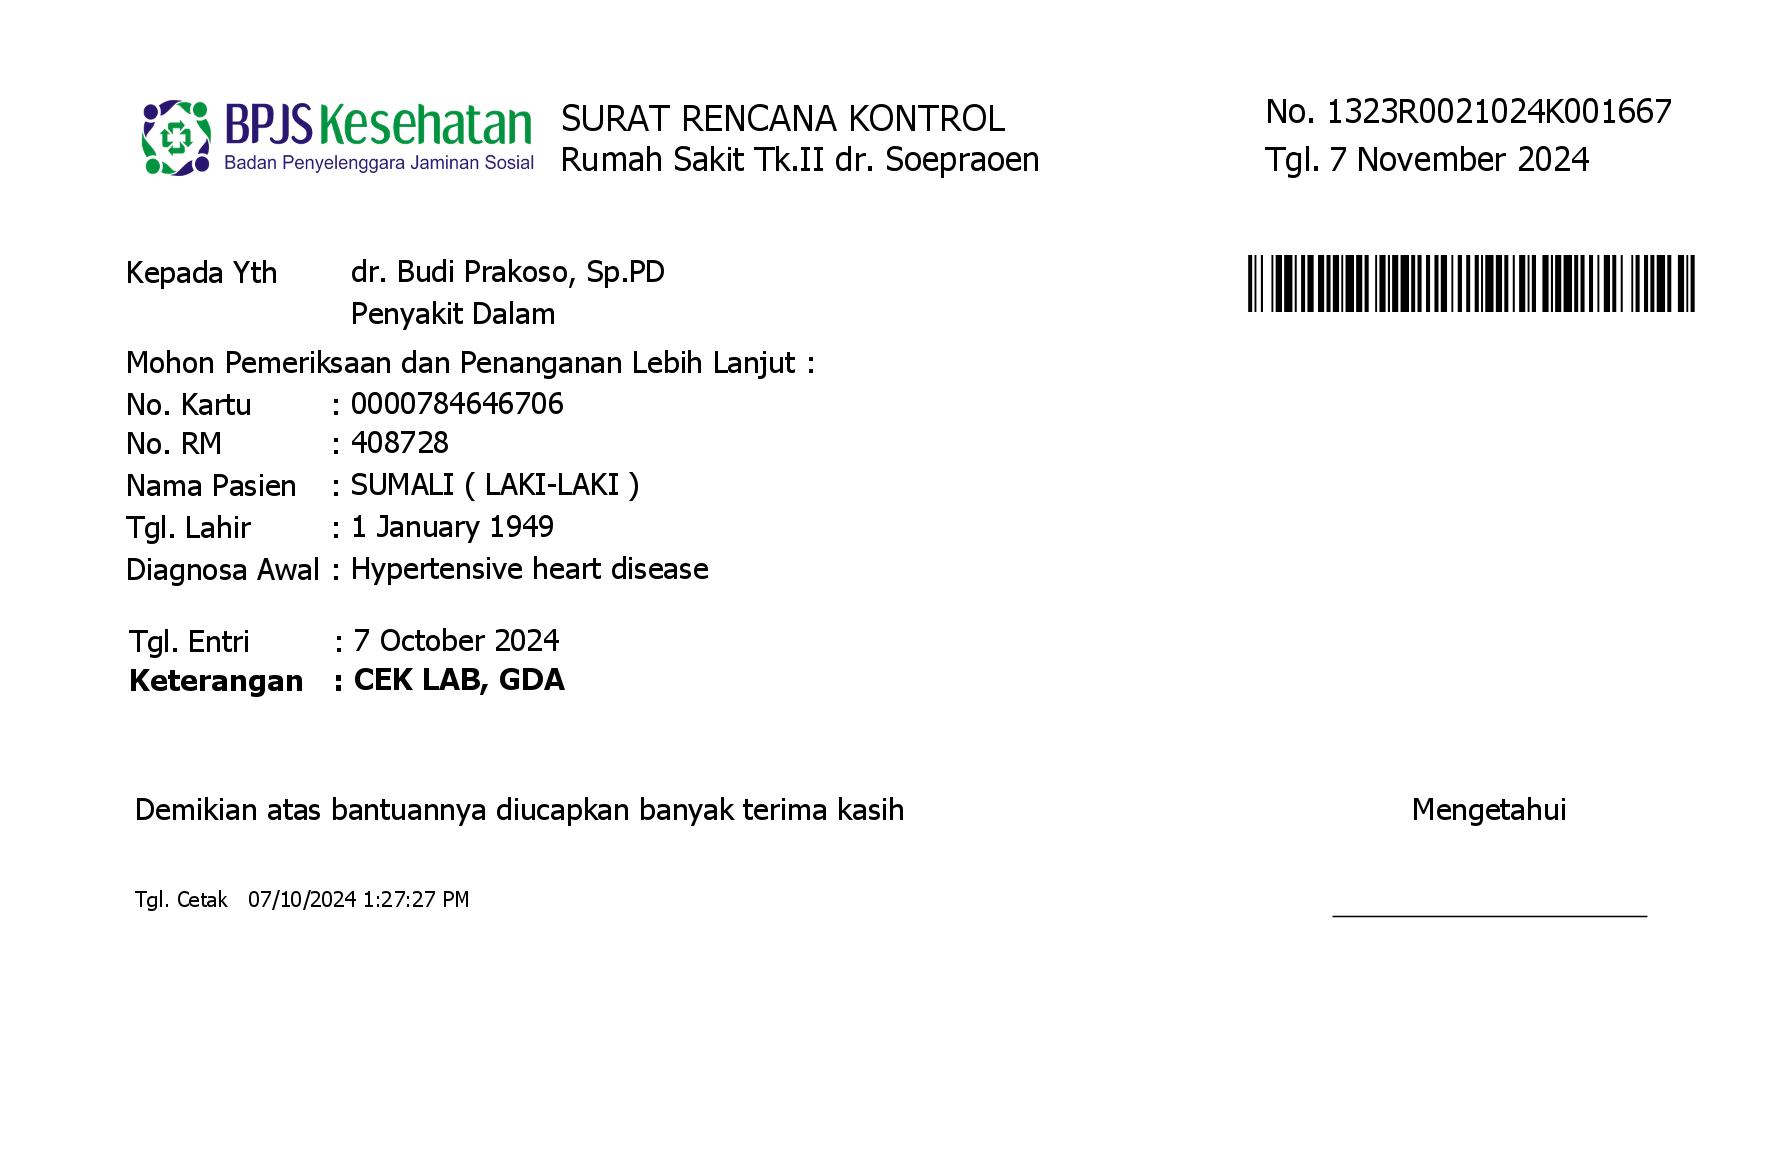 BPJS Kesehatan
Badan Penyelenggara Jaminan Sosial
SURAT RENCANA KONTROL
Rumah Sakit Tk.II dr. Soepraoen
No. 1323R0021024K001667
Tgl. 7 November 2024
Kepada Yth dr. Budi Prakoso, Sp.PD
Penyakit Dalam
Mohon Pemeriksaan dan Penanganan Lebih Lanjut :
No. Kartu : 0000784646706
No. RM : 408728
Nama Pasien : SUMALI ( LAKI-LAKI )
Tgl. Lahir : 1 January 1949
Diagnosa Awal : Hypertensive heart disease
Tgl. Entri : 7 October 2024
Keterangan : CEK LAB, GDA
Demikian atas bantuannya diucapkan banyak terima kasih
Mengetahui
Tgl. Cetak 07/10/2024 1:27:27 PM